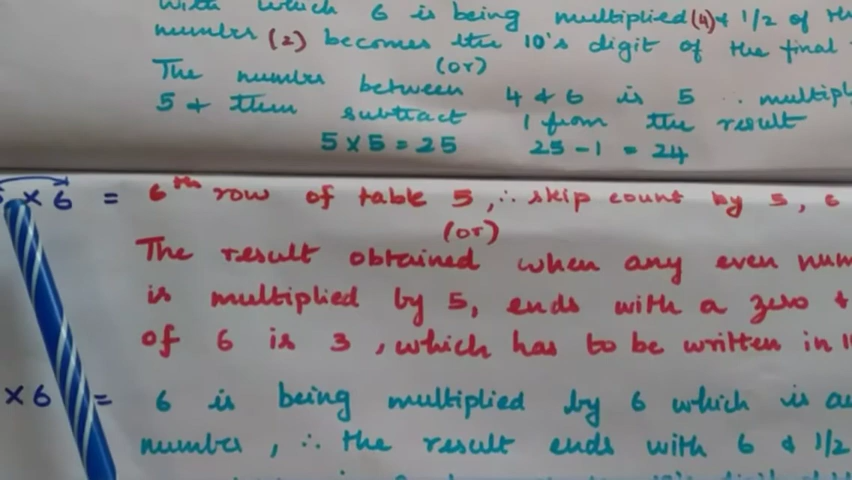 with which 6 is being multiplied (4) & 1/2 of the
number (2) becomes the 10's digit of the final
(or)
The number between 4 & 6 is 5 ∴ multiply
5 & then subtract 1 from the result
5 × 5 = 25 25 - 1 = 24
× 6 = 6th row of table 5, ∴ skip count by 5, 6
(or)
The result obtained when any even num
is multiplied by 5, ends with a zero &
of 6 is 3, which has to be written in
× 6 = 6 is being multiplied by 6 which is
number, ∴ the result ends with 6 & 1/2